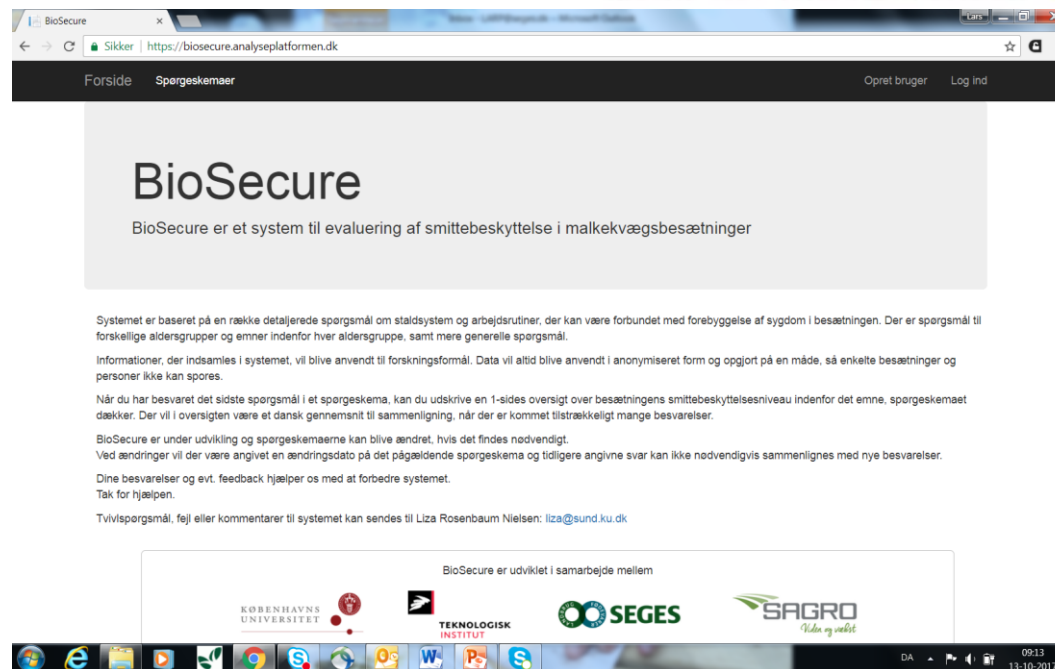 BioSecure
Lars
Sikker https://biosecure.analyseplatformen.dk
Forside Spørgeskemaer Opret bruger Log ind
BioSecure
BioSecure er et system til evaluering af smittebeskyttelse i malkekvægsbesætninger
Systemet er baseret på en række detaljerede spørgsmål om staldsystem og arbejdsrutiner, der kan være forbundet med forebyggelse af sygdom i besætningen. Der er spørgsmål til
forskellige aldersgrupper og emner indenfor hver aldersgruppe, samt mere generelle spørgsmål.
Informationer, der indsamles i systemet, vil blive anvendt til forskningsformål. Data vil altid blive anvendt i anonymiseret form og opgjort på en måde, så enkelte besætninger og
personer ikke kan spores.
Når du har besvaret det sidste spørgsmål i et spørgeskema, kan du udskrive en 1-sides oversigt over besætningens smittebeskyttelsesniveau indenfor det emne, spørgeskemaet
dækker. Der vil i oversigten være et dansk gennemsnit til sammenligning, når der er kommet tilstrækkeligt mange besvarelser.
BioSecure er under udvikling og spørgeskemaerne kan blive ændret, hvis det findes nødvendigt.
Ved ændringer vil der være angivet en ændringsdato på det pågældende spørgeskema og tidligere angivne svar kan ikke nødvendigvis sammenlignes med nye besvarelser.
Dine besvarelser og evt. feedback hjælper os med at forbedre systemet.
Tak for hjælpen.
Tvivlspørgsmål, fejl eller kommentarer til systemet kan sendes til Liza Rosenbaum Nielsen: liza@sund.ku.dk
BioSecure er udviklet i samarbejde mellem
KØBENHAVNS
UNIVERSITET
TEKNOLOGISK
INSTITUT
SEGES
SAGRO
Viden og vækst
DA
09:13